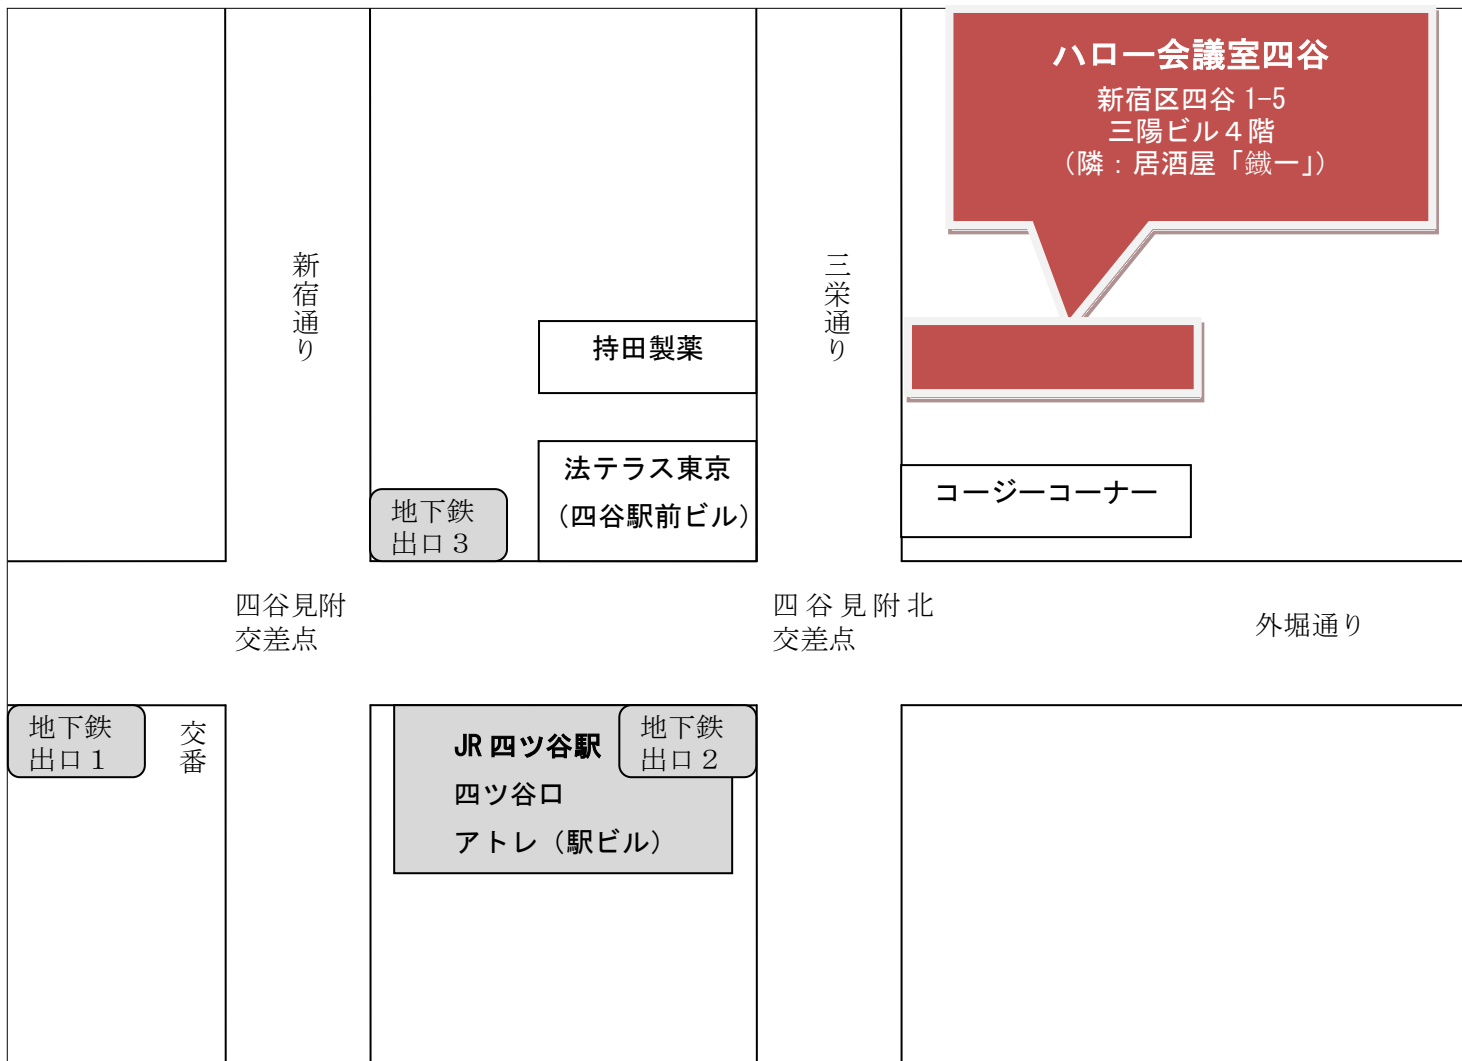 ハロー会議室四谷
新宿区四谷 1-5
三陽ビル４階
（隣：居酒屋「鐡一」）
新宿通り
三栄通り
持田製薬
法テラス東京
（四谷駅前ビル）
コージーコーナー
地下鉄
出口３
四谷見附
交差点
四谷見附北
交差点
外堀通り
地下鉄
出口１
交番
JR 四ツ谷駅
四ツ谷口
アトレ（駅ビル）
地下鉄
出口２